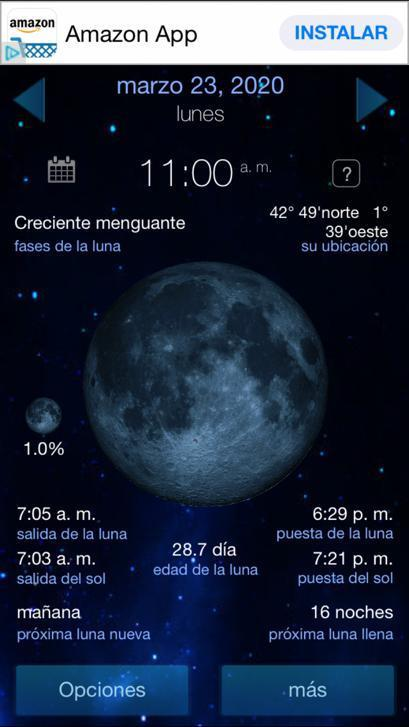 amazon
Amazon App
INSTALAR
marzo 23, 2020
lunes
11:00 a. m.
?
Creciente menguante
fases de la luna
42° 49'norte 1°
39'oeste
su ubicación
1.0%
7:05 a. m.
salida de la luna
6:29 p. m.
puesta de la luna
7:03 a. m.
salida del sol
28.7 día
edad de la luna
7:21 p. m.
puesta del sol
mañana
próxima luna nueva
16 noches
próxima luna llena
Opciones
más